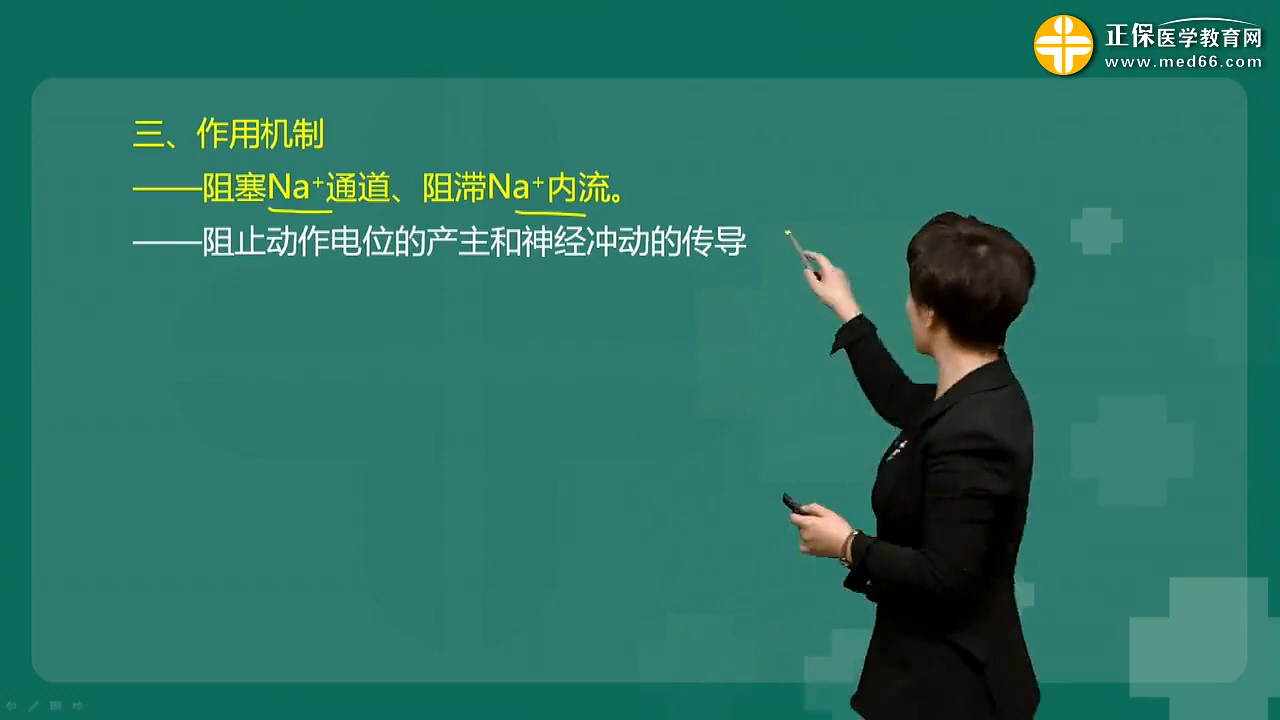 正保医学教育网
www.med66.com
三、作用机制
——阻塞Na⁺通道、阻滞Na⁺内流。
——阻止动作电位的产主和神经冲动的传导